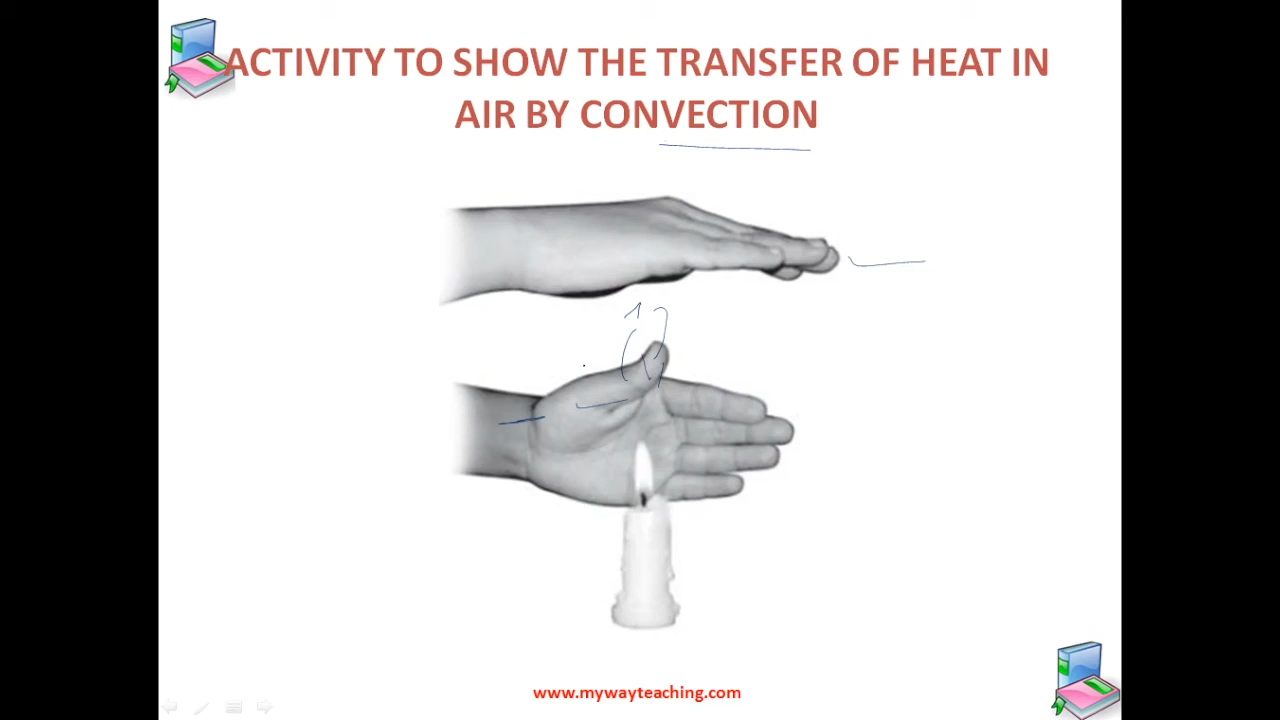 ACTIVITY TO SHOW THE TRANSFER OF HEAT IN
AIR BY CONVECTION
www.mywayteaching.com